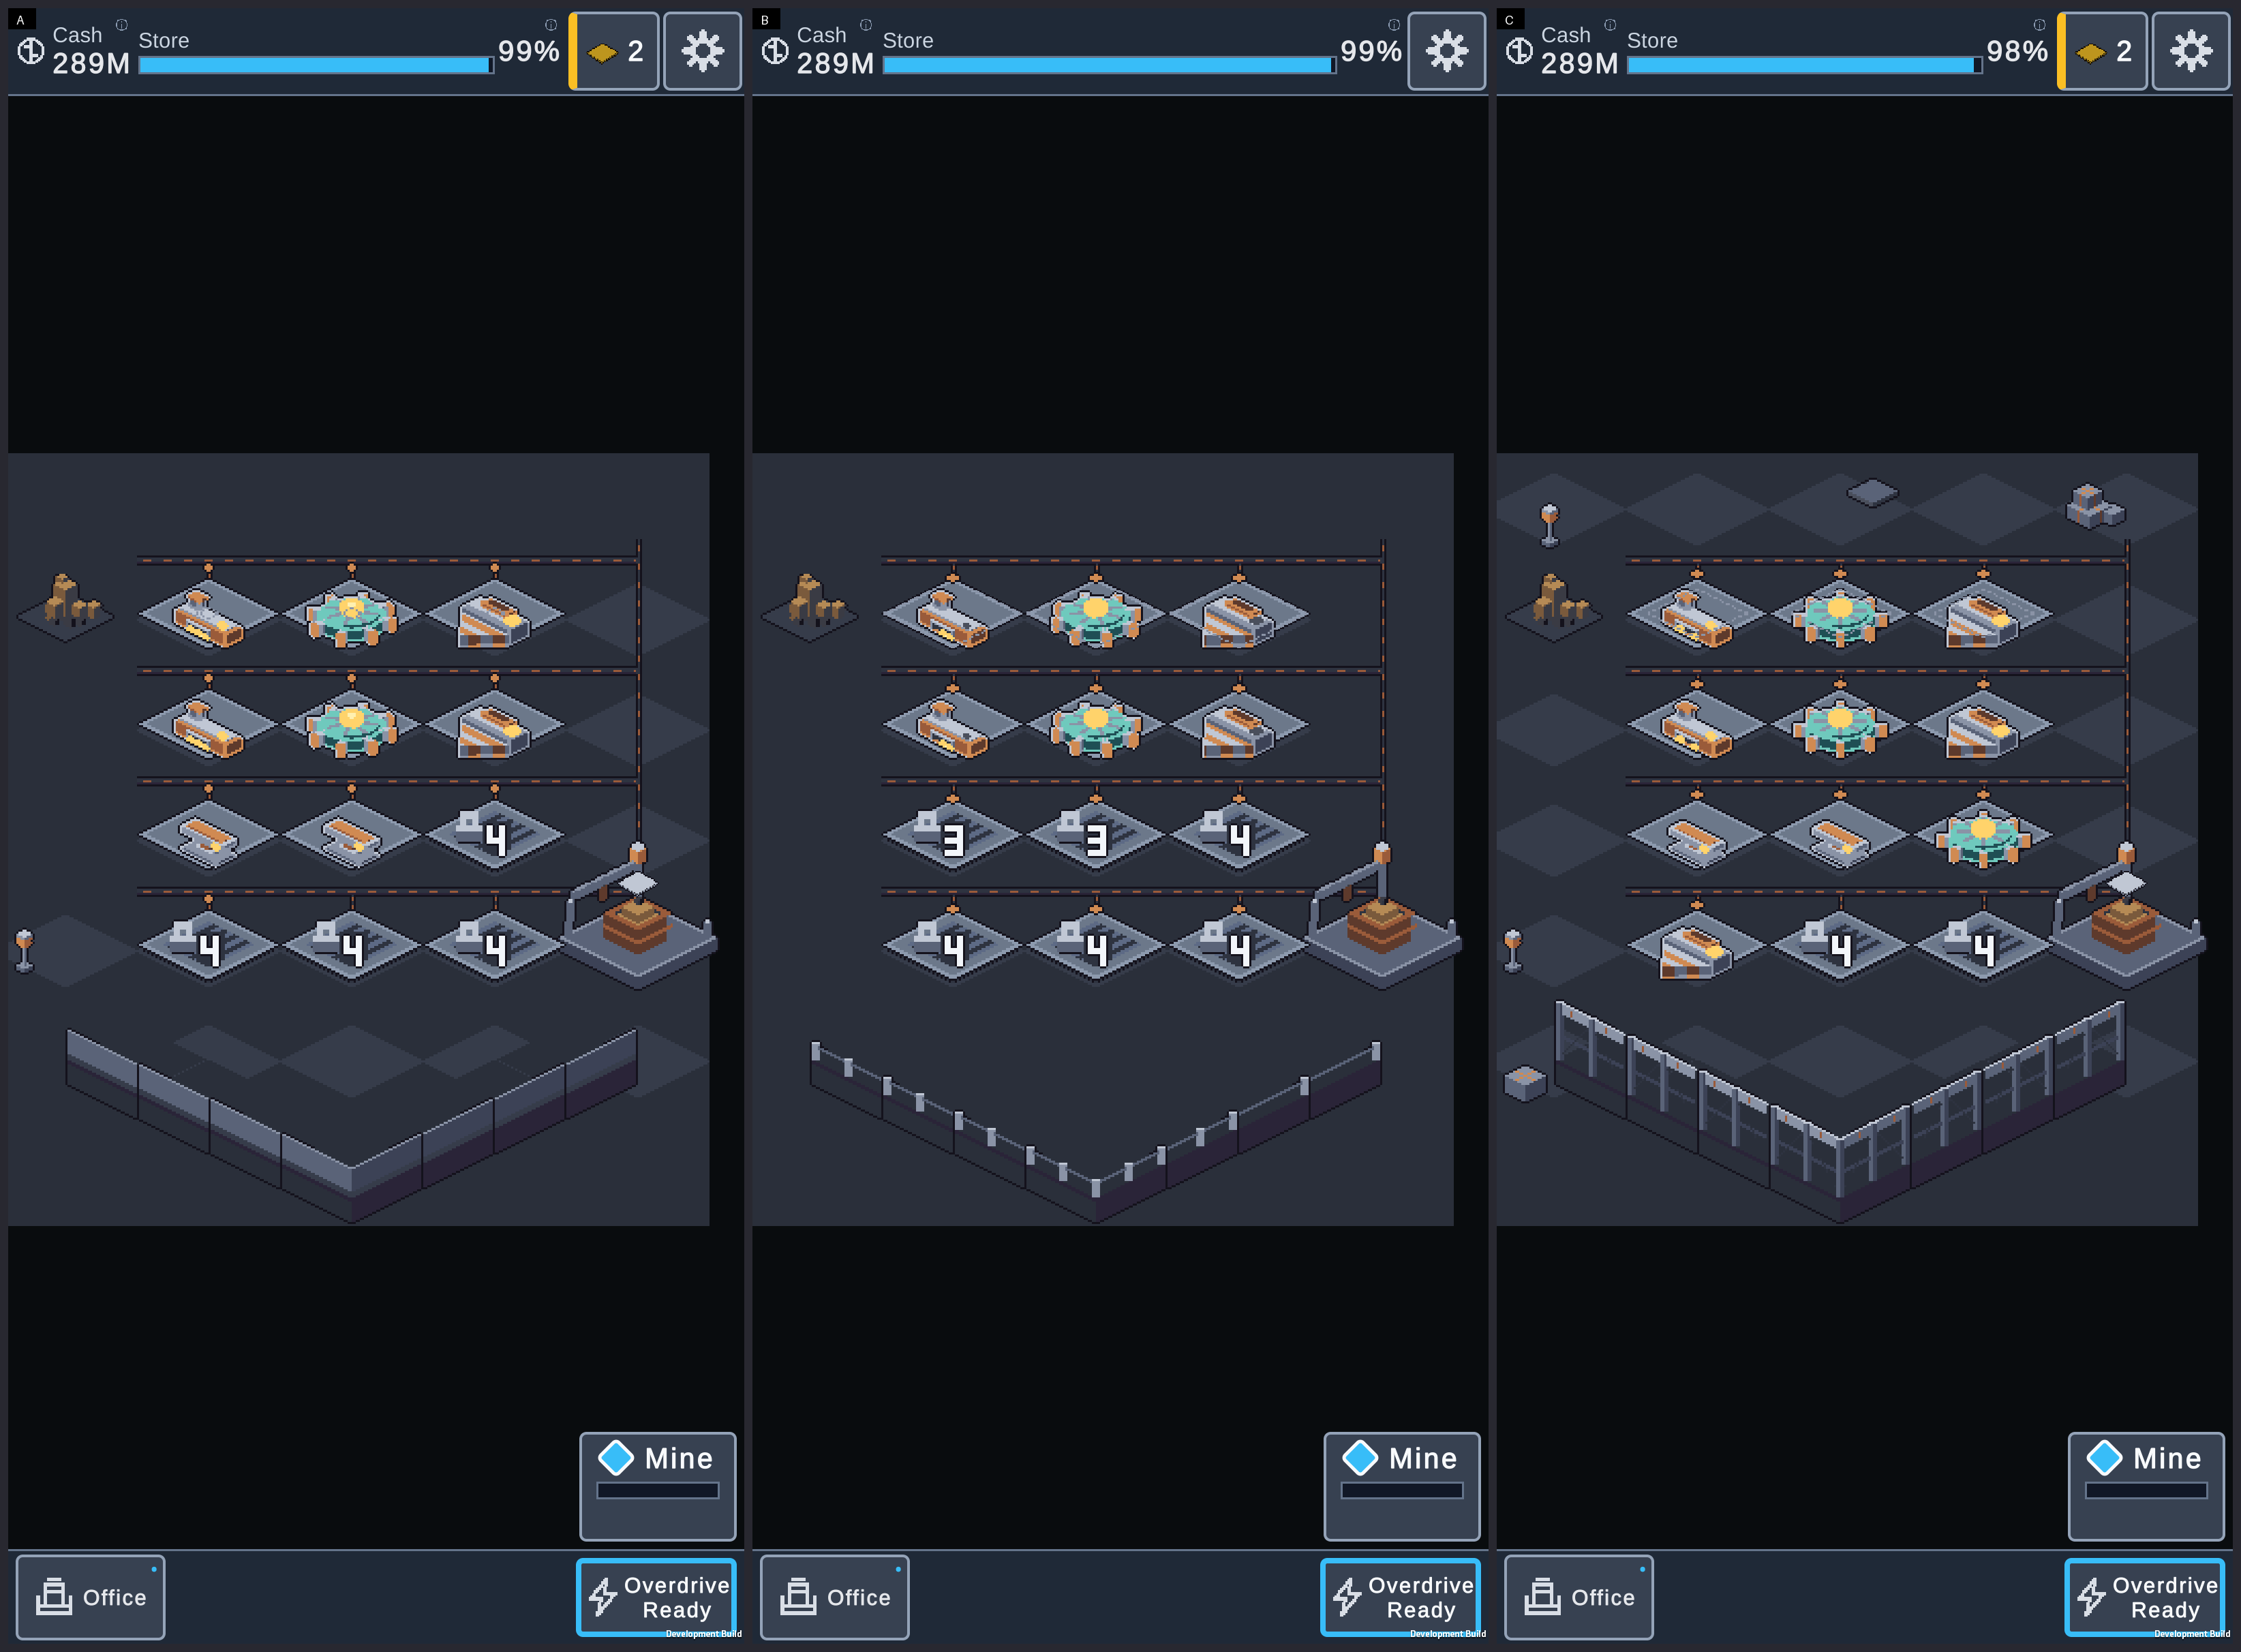 A
Cash
Store
289M
99%
2
4
4
4
4
Mine
Office
Overdrive
Ready
Development Build
B
Cash
Store
289M
99%
3
3
4
4
4
4
Mine
Office
Overdrive
Ready
Development Build
C
Cash
Store
289M
98%
2
4
4
Mine
Office
Overdrive
Ready
Development Build